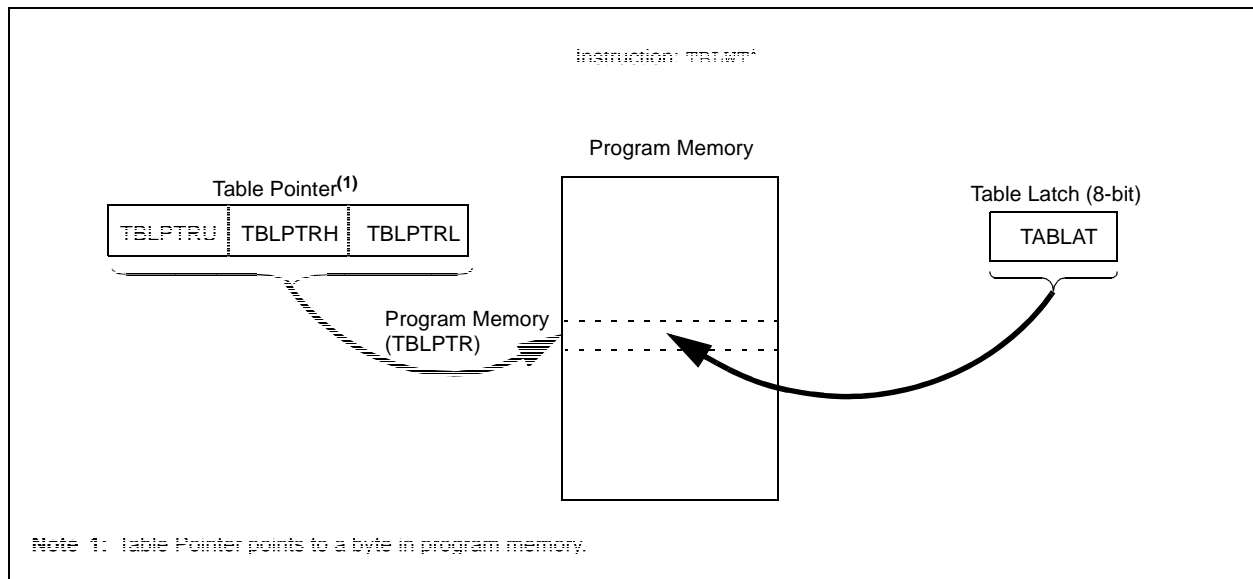 Instruction: TBLWT*
Program Memory
Table Pointer(1)
Table Latch (8-bit)
TBLPTRU TBLPTRH TBLPTRL
TABLAT
Program Memory
(TBLPTR)
Note 1: Table Pointer points to a byte in program memory.